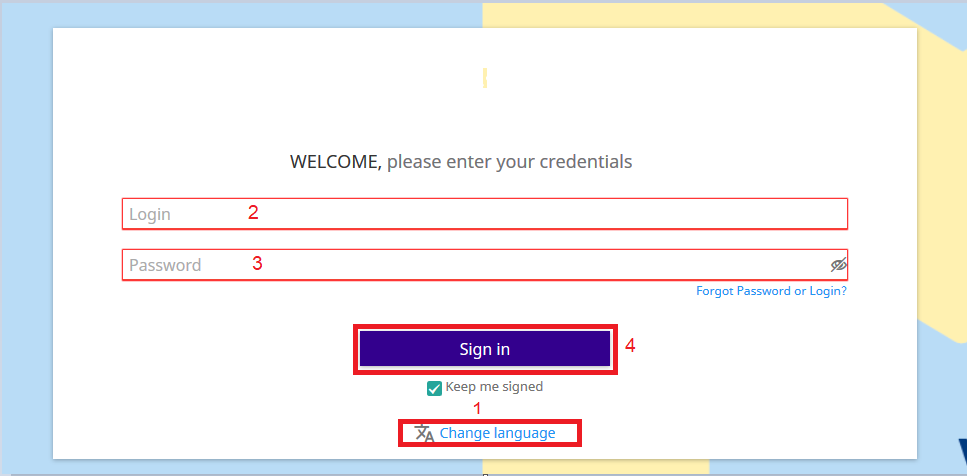 WELCOME, please enter your credentials
Login 2
Password 3
Forgot Password or Login?
Sign in 4
Keep me signed
1
Change language